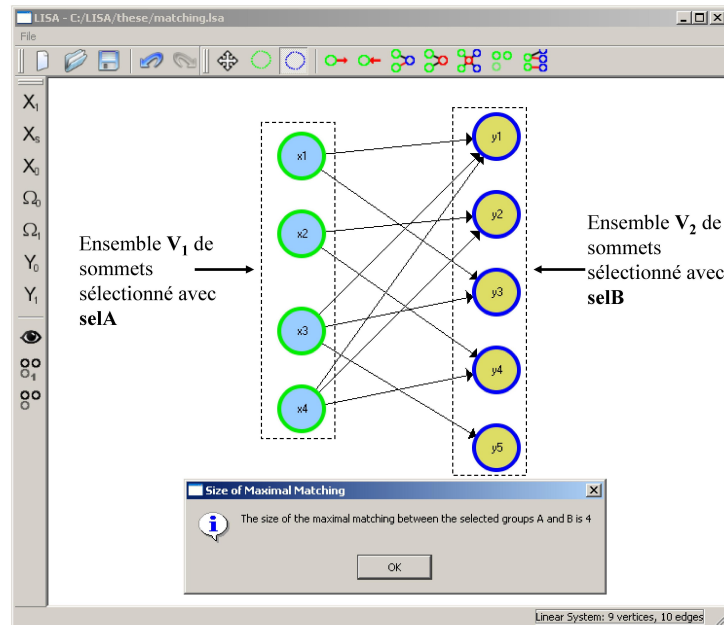 LISA - C:/LISA/these/matching.lsa
File
X₁
Xₛ
X₀
Ω₀
Ω₁
Y₀
Y₁
1
x1
x2
x3
x4
y1
y2
y3
y4
y5
Ensemble V₁ de
sommets
sélectionné avec
selA
Ensemble V₂ de
sommets
sélectionné avec
selB
Size of Maximal Matching
The size of the maximal matching between the selected groups A and B is 4
OK
Linear System: 9 vertices, 10 edges